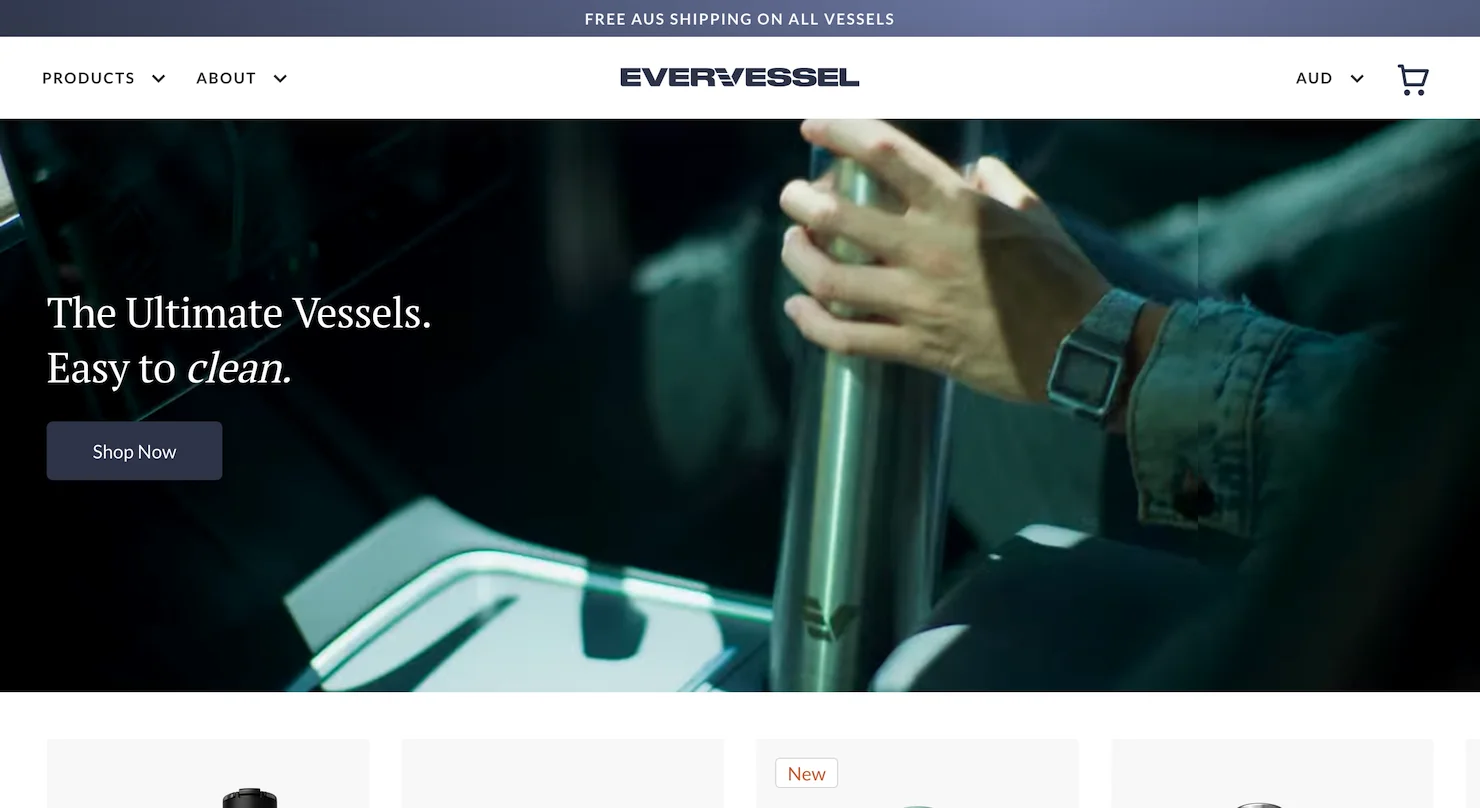 FREE AUS SHIPPING ON ALL VESSELS
PRODUCTS ABOUT EVERVESSEL AUD
The Ultimate Vessels.
Easy to clean.
Shop Now
New